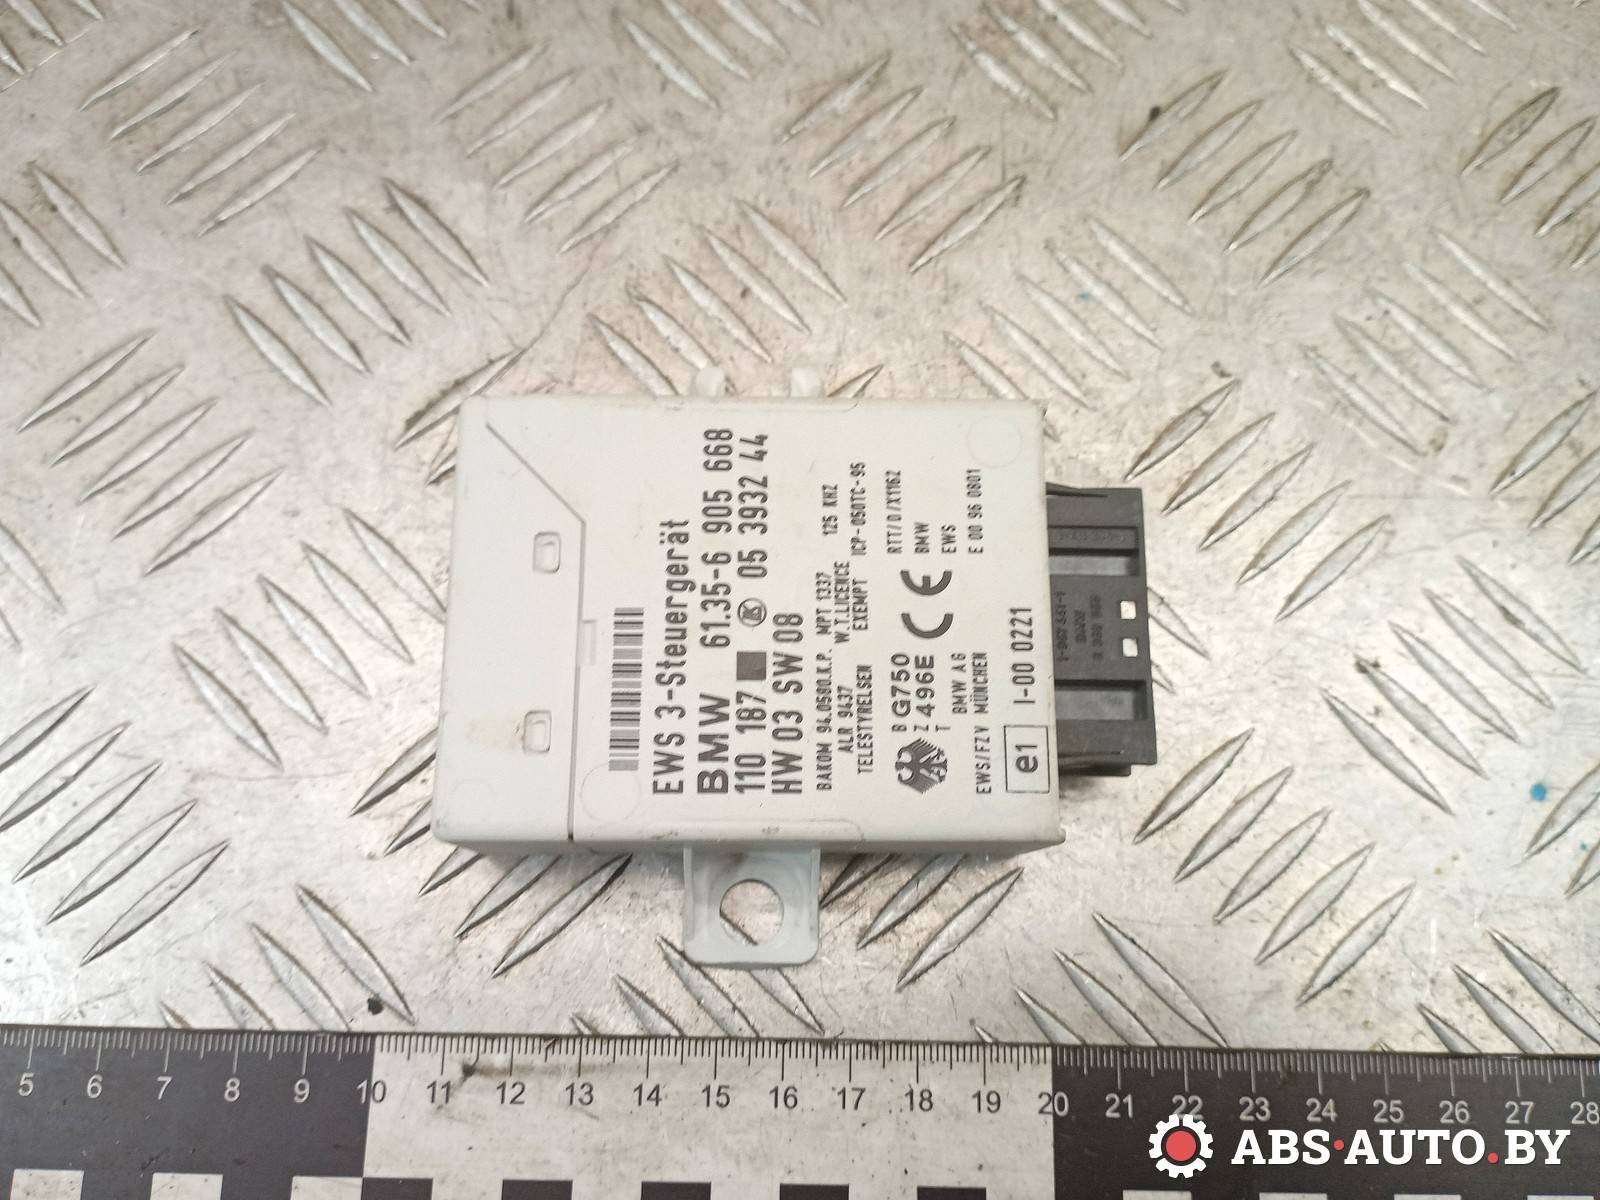 EWS 3-Steuergerät
BMW 61.35-6 905 668
110 187 05 3932 44
HW 03 SW 08
BAKOM 94.0580.K.P. MPT 1337 125 KHZ
ALR 9437 W.T.LICENCE ICP-050TC-95
TELESTYRELSEN EXEMPT
B G750 RTT/D/X1162
Z 496E CE BMW
T BMW AG EWS
EWS/FZV MÜNCHEN E 00 96 0801
e1 I-00 0221
5 6 7 8 9 10 11 12 13 14 15 16 17 18 19 20 21 22 23 24 25 26 27 28
ABS-AUTO.BY